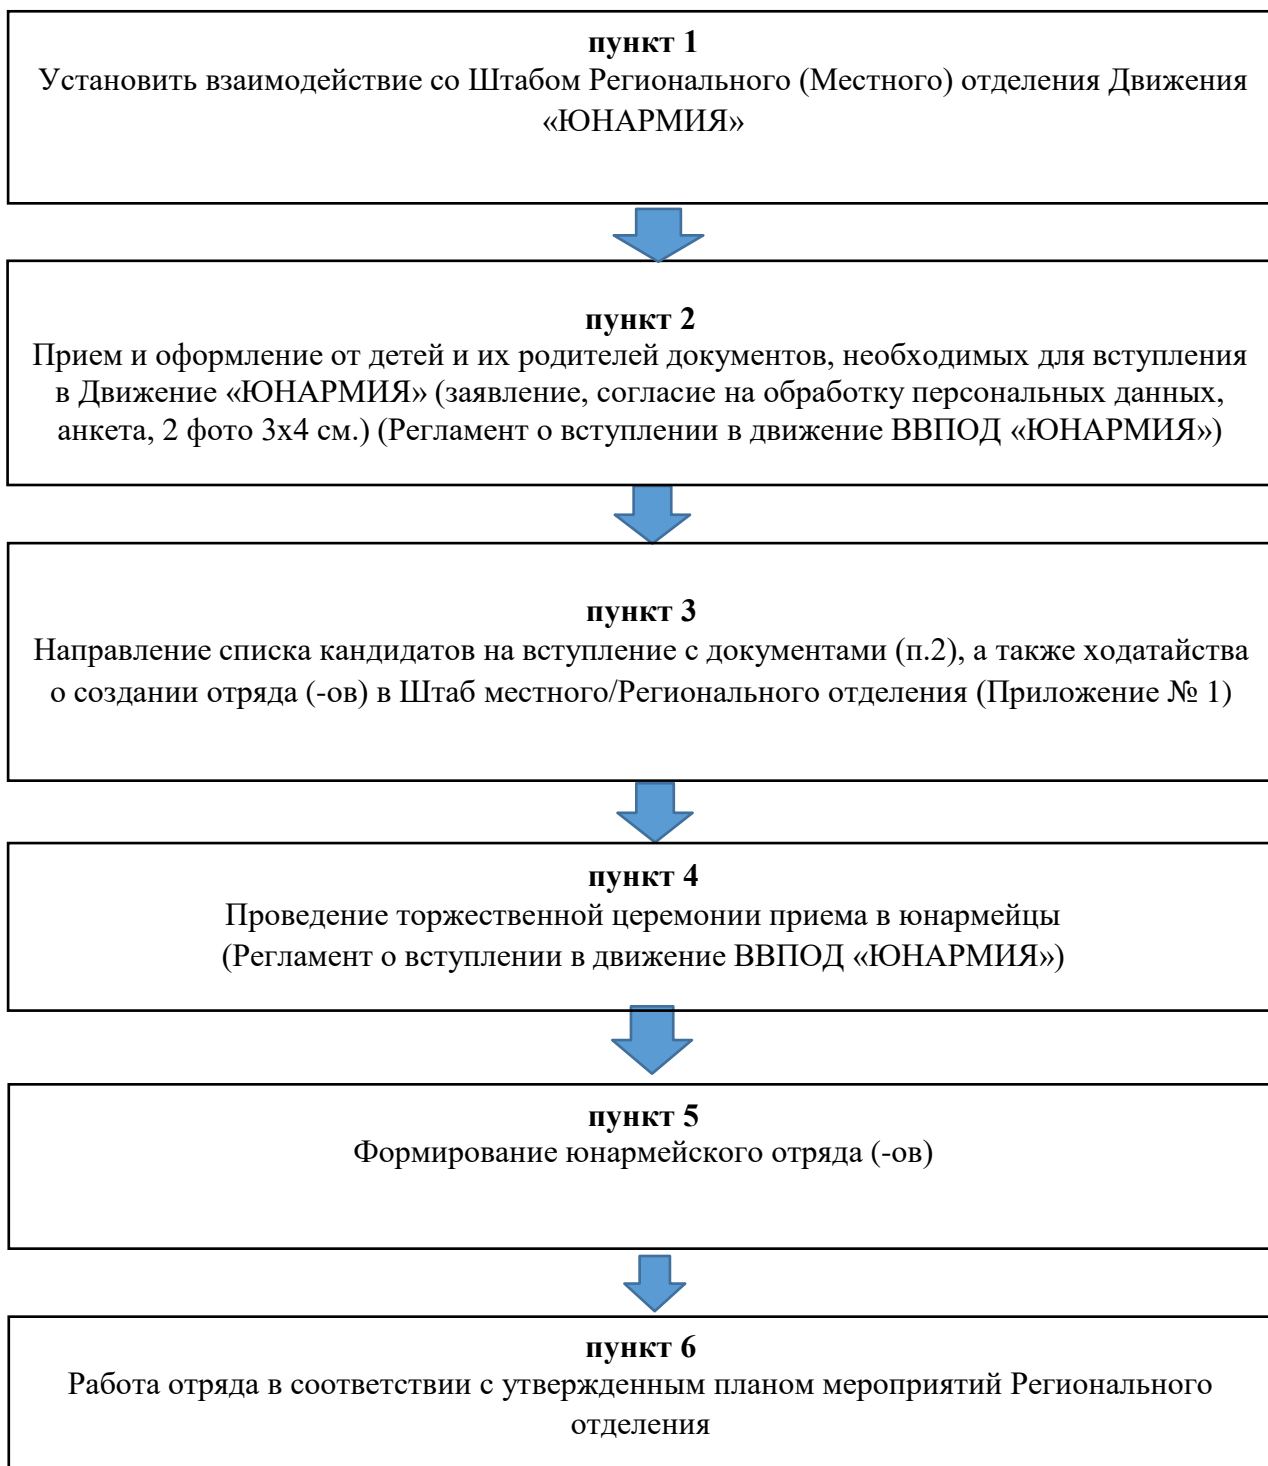 пункт 1
Установить взаимодействие со Штабом Регионального (Местного) отделения Движения
«ЮНАРМИЯ»
пункт 2
Прием и оформление от детей и их родителей документов, необходимых для вступления
в Движение «ЮНАРМИЯ» (заявление, согласие на обработку персональных данных,
анкета, 2 фото 3х4 см.) (Регламент о вступлении в движение ВВПОД «ЮНАРМИЯ»)
пункт 3
Направление списка кандидатов на вступление с документами (п.2), а также ходатайства
о создании отряда (-ов) в Штаб местного/Регионального отделения (Приложение № 1)
пункт 4
Проведение торжественной церемонии приема в юнармейцы
(Регламент о вступлении в движение ВВПОД «ЮНАРМИЯ»)
пункт 5
Формирование юнармейского отряда (-ов)
пункт 6
Работа отряда в соответствии с утвержденным планом мероприятий Регионального
отделения